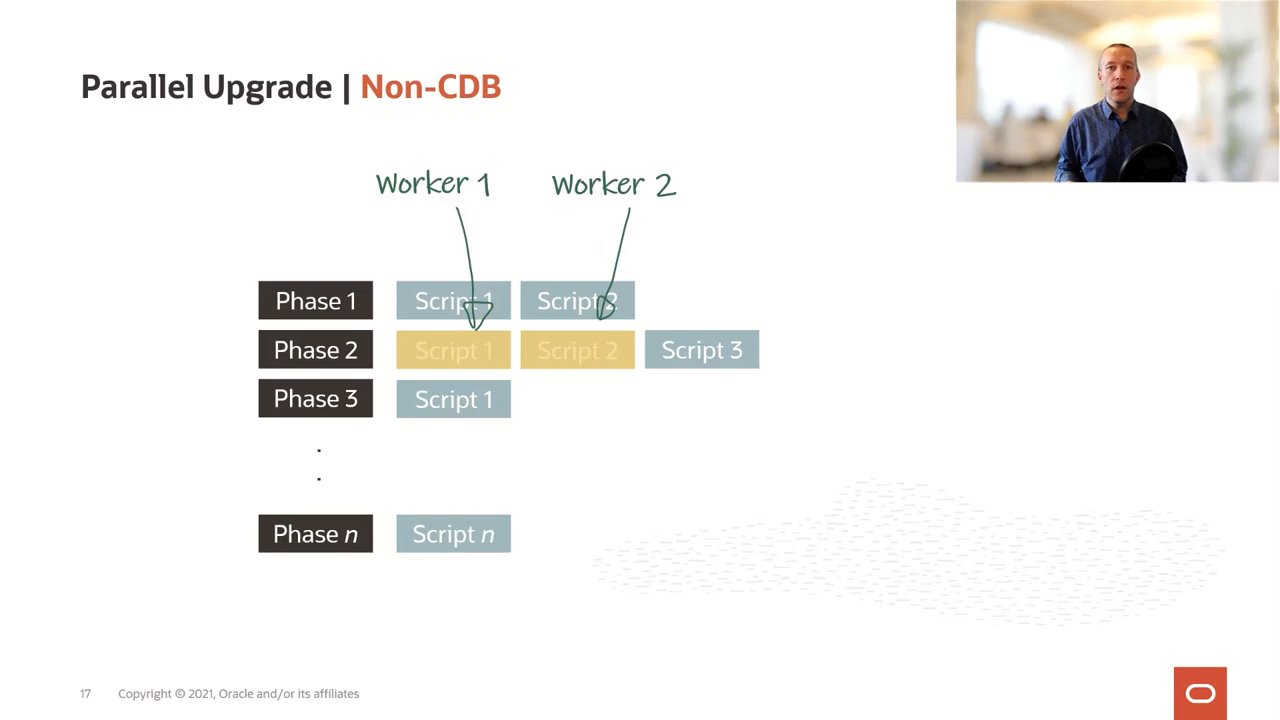 Parallel Upgrade | Non-CDB
Worker 1 Worker 2
Phase 1 Script 1 Script 2
Phase 2 Script 1 Script 2 Script 3
Phase 3 Script 1
.
.
Phase n Script n
17 Copyright © 2021, Oracle and/or its affiliates